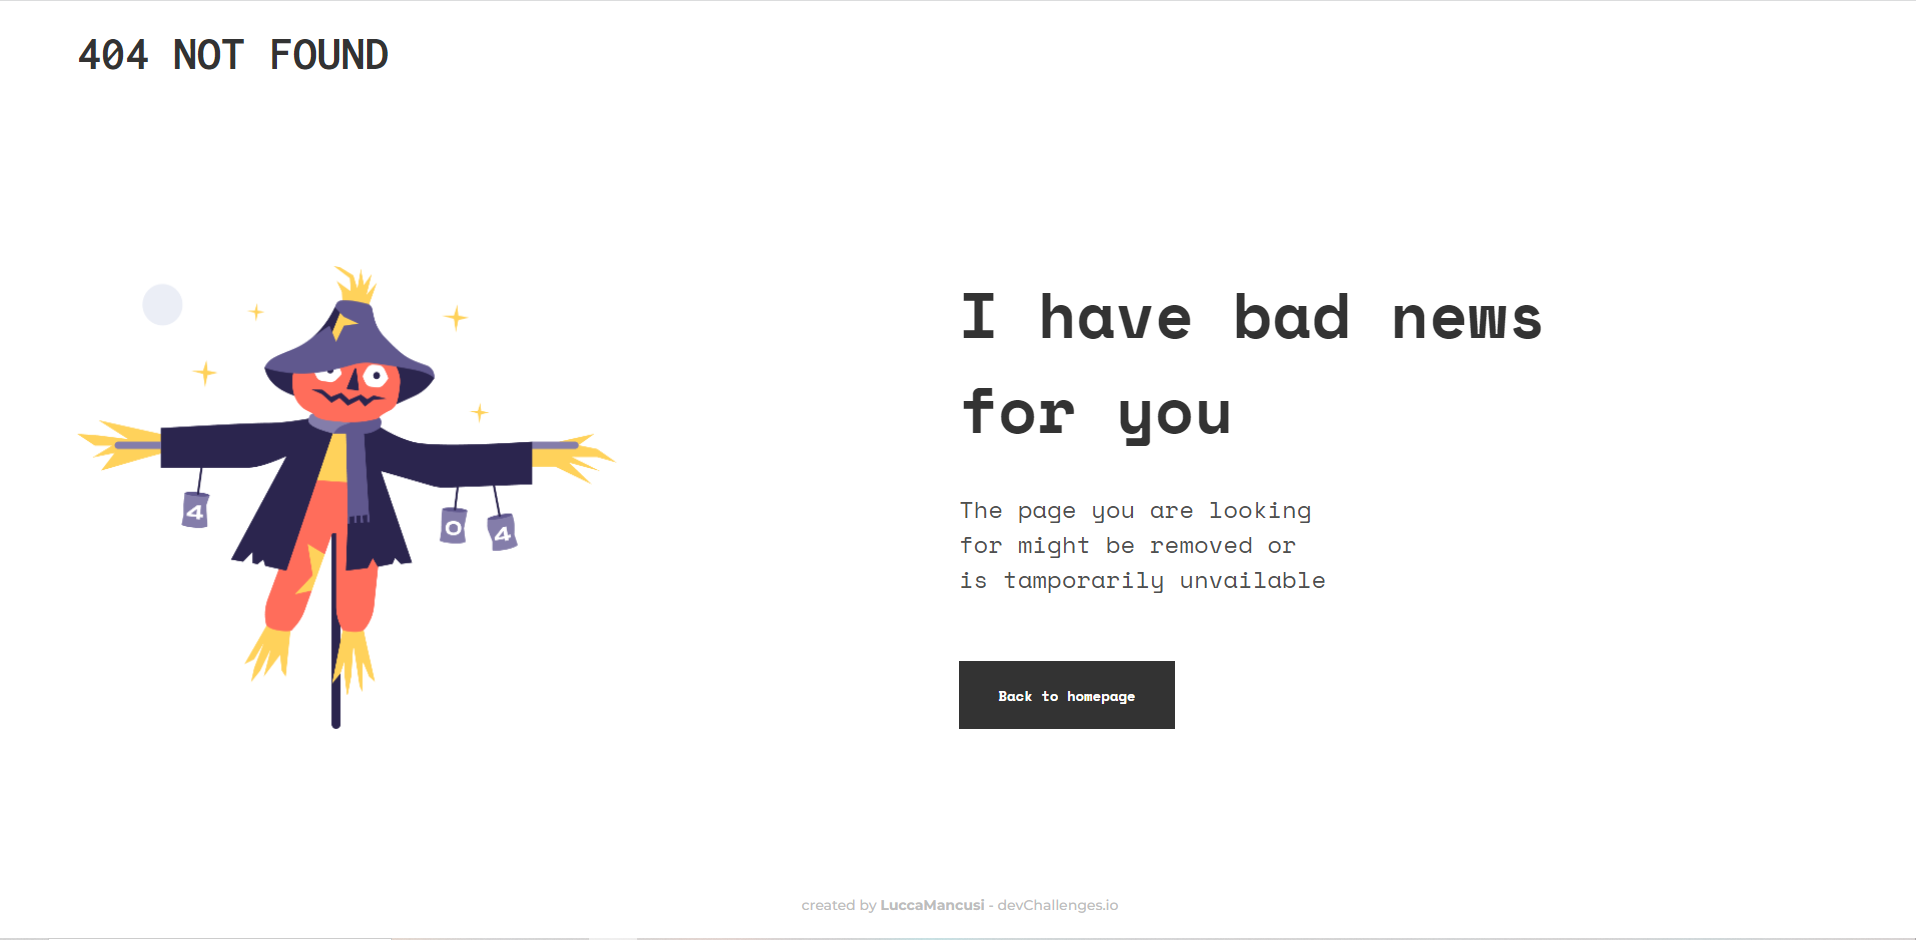 404 NOT FOUND
I have bad news
for you
4
0
4
The page you are looking
for might be removed or
is tamporarily unvailable
Back to homepage
created by LuccaMancusi - devChallenges.io